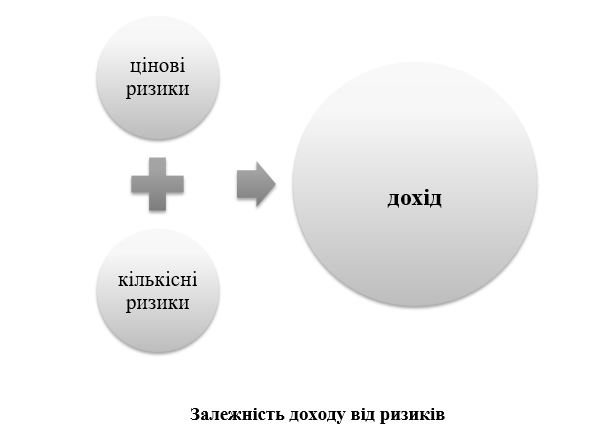 цінові
ризики
дохід
кількісні
ризики
Залежність доходу від ризиків